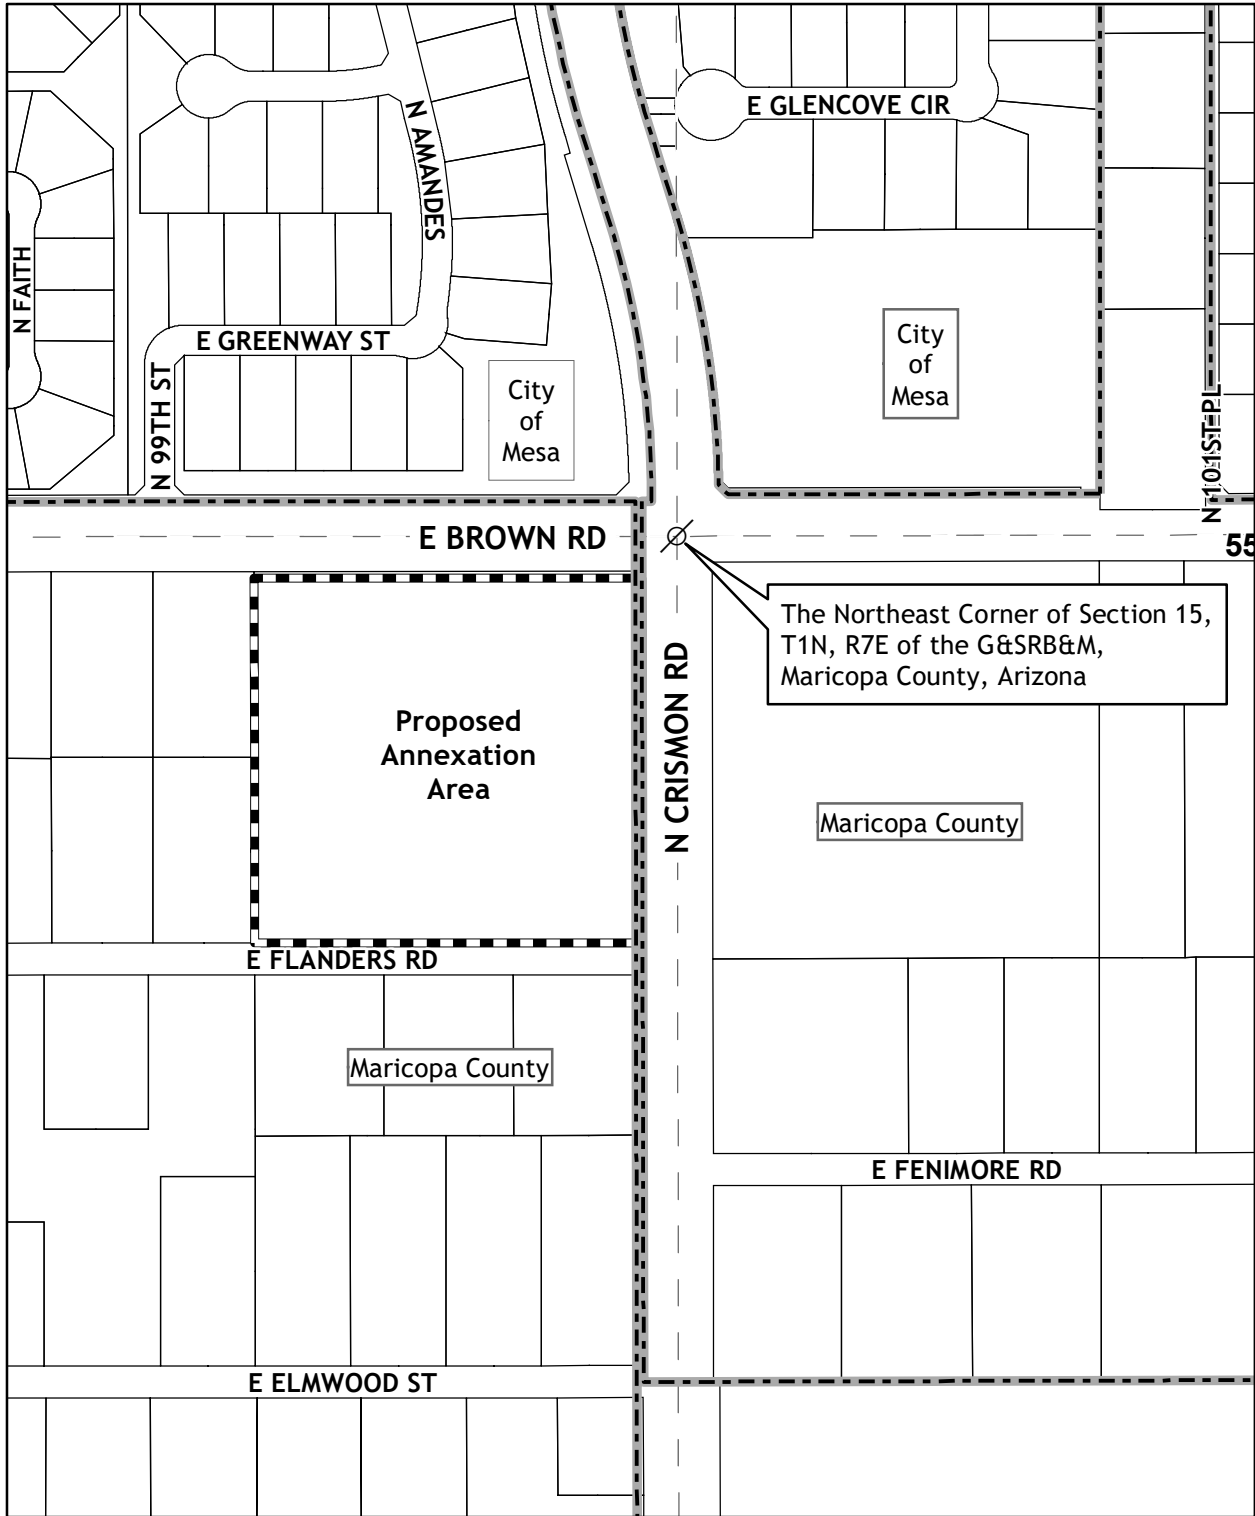 E GLENCOVE CIR
N AMANDES
N FAITH
E GREENWAY ST
N 99TH ST
City
of
Mesa
City
of
Mesa
N 101ST PL
E BROWN RD
55
The Northeast Corner of Section 15,
T1N, R7E of the G&SRB&M,
Maricopa County, Arizona
N CRISMON RD
Proposed
Annexation
Area
Maricopa County
E FLANDERS RD
Maricopa County
E FENIMORE RD
E ELMWOOD ST